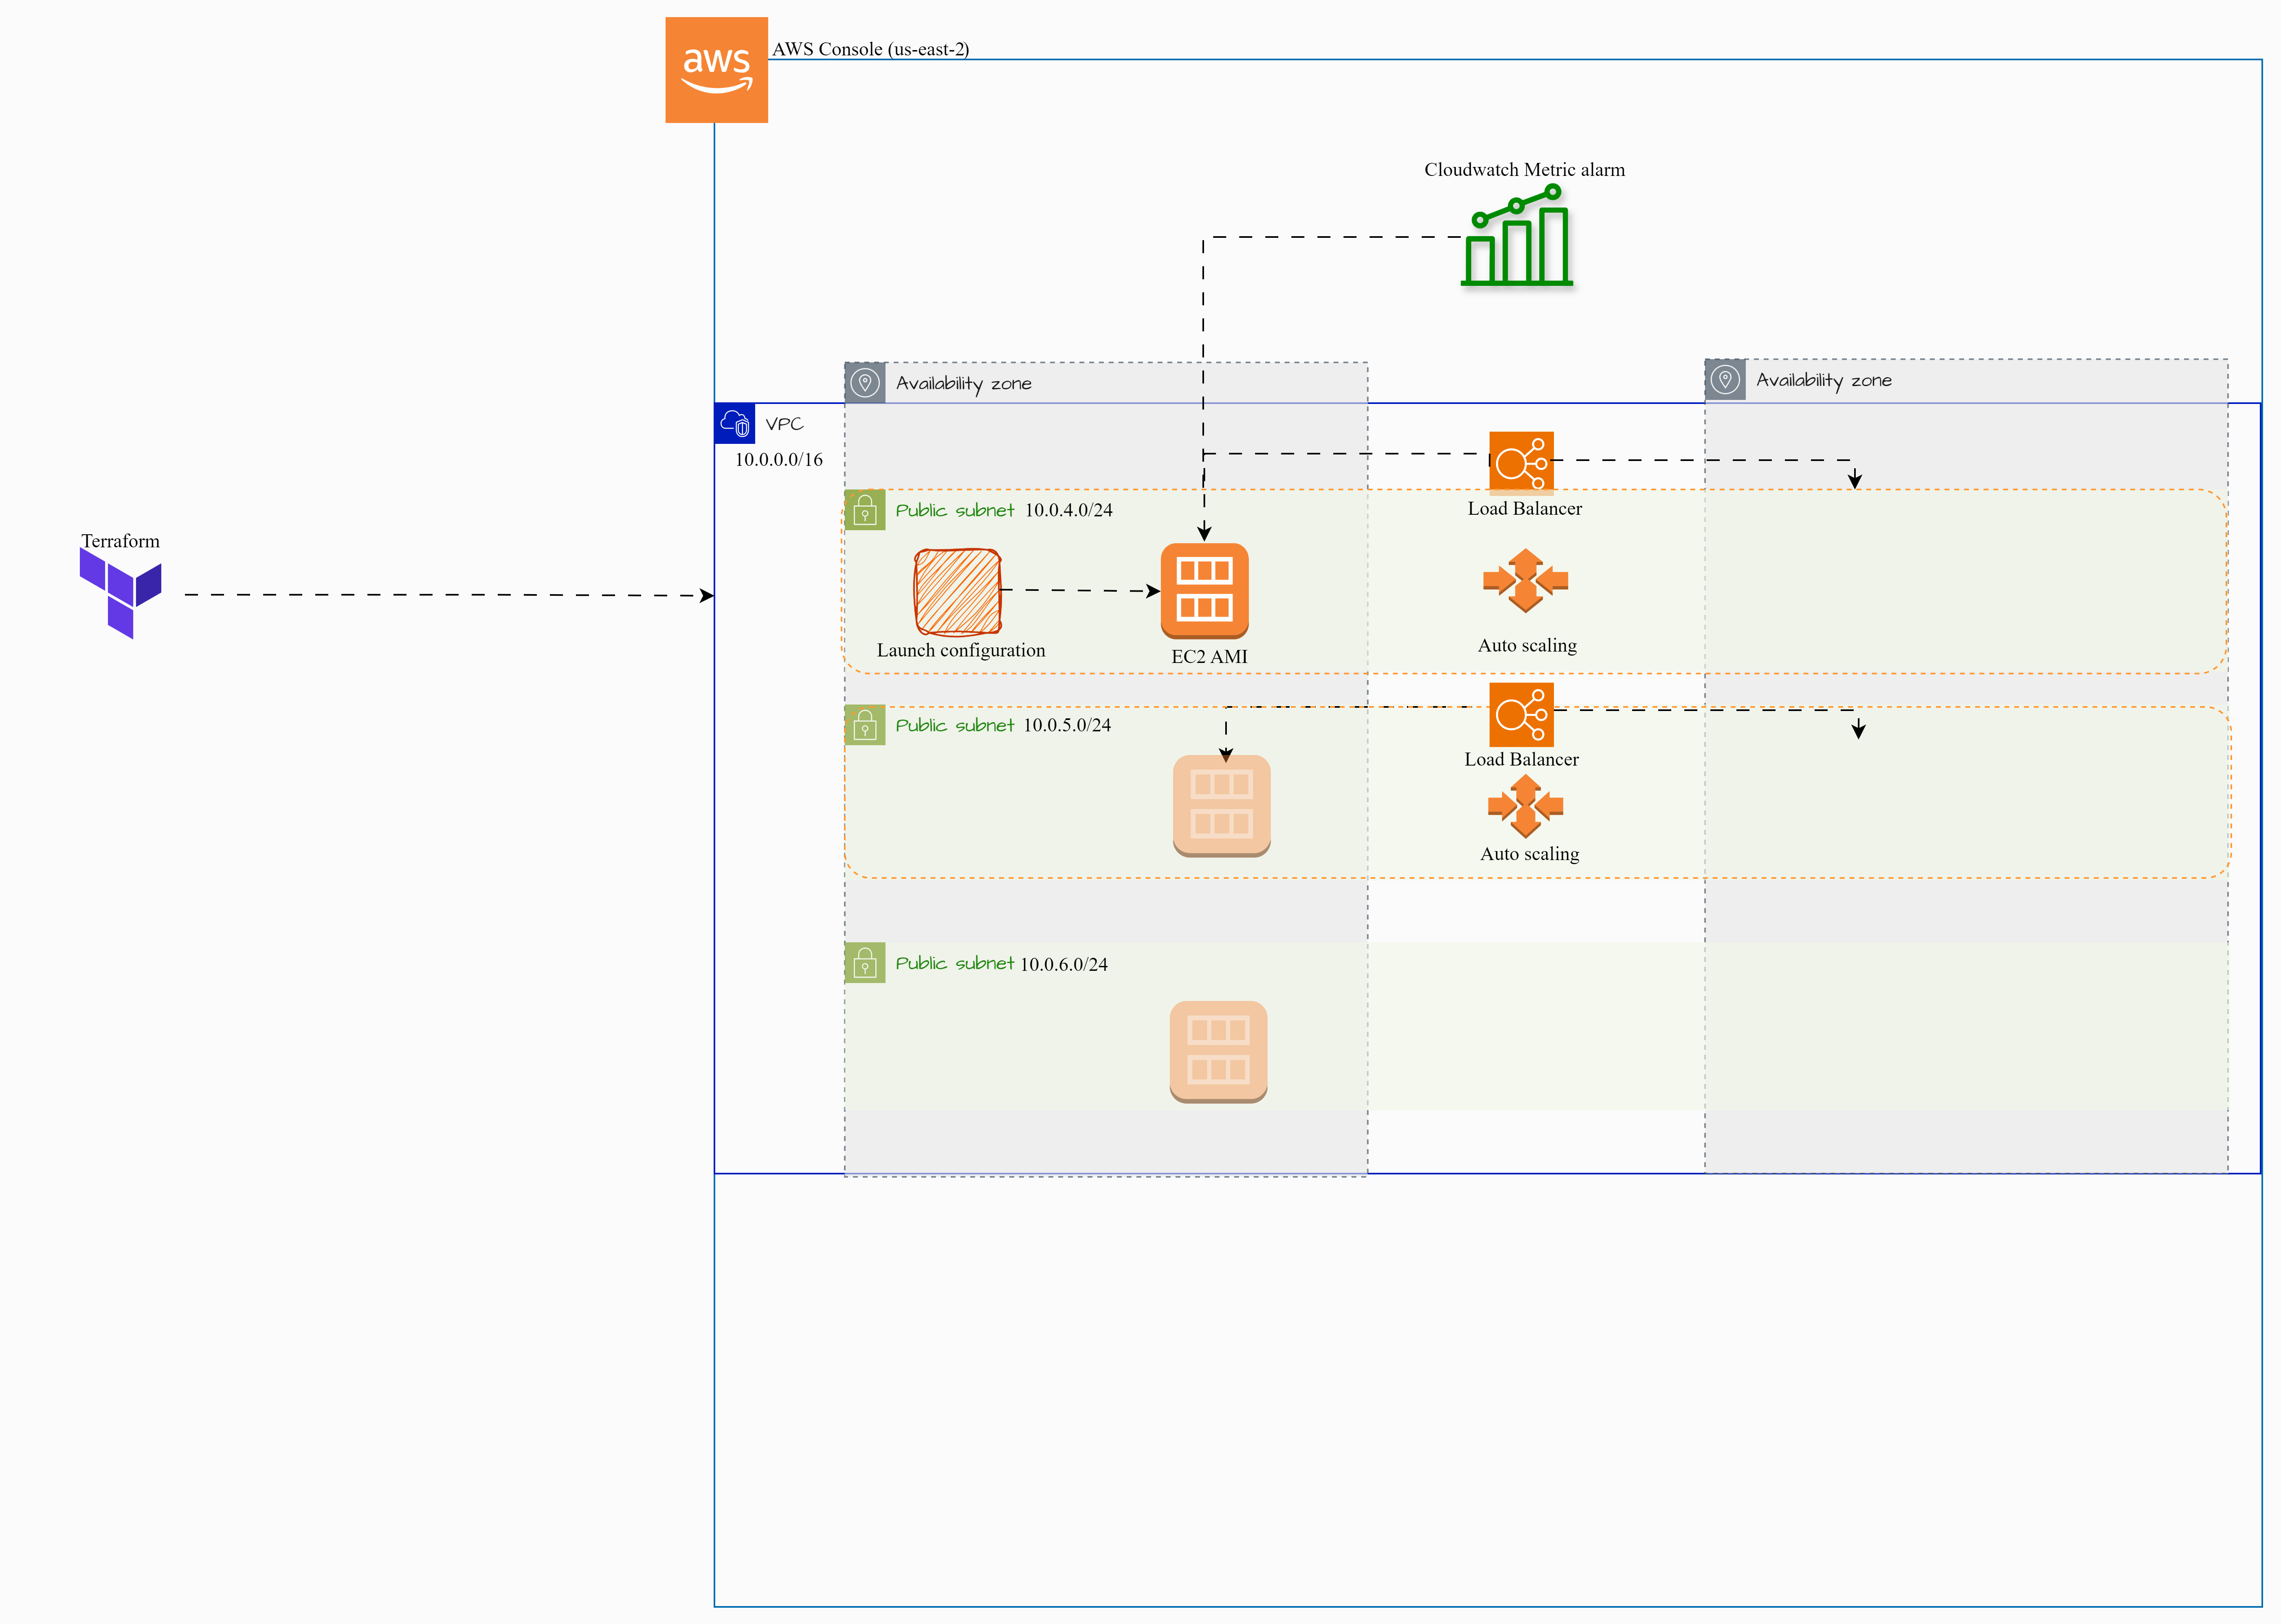 aws
AWS Console (us-east-2)
Cloudwatch Metric alarm
Availability zone
Availability zone
VPC
10.0.0.0/16
Public subnet 10.0.4.0/24
Load Balancer
Terraform
Launch configuration
EC2 AMI
Auto scaling
Public subnet 10.0.5.0/24
Load Balancer
Auto scaling
Public subnet 10.0.6.0/24